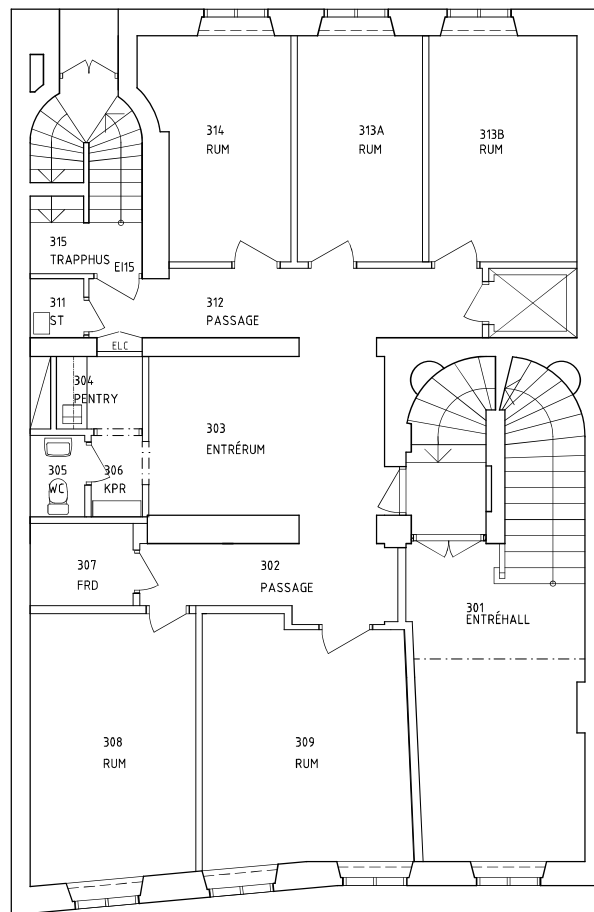 314
RUM
313A
RUM
313B
RUM
315
TRAPPHUS
EI15
311
ST
312
PASSAGE
ELC
304
PENTRY
303
ENTRÉRUM
305
WC
306
KPR
307
FRD
302
PASSAGE
301
ENTRÉHALL
308
RUM
309
RUM